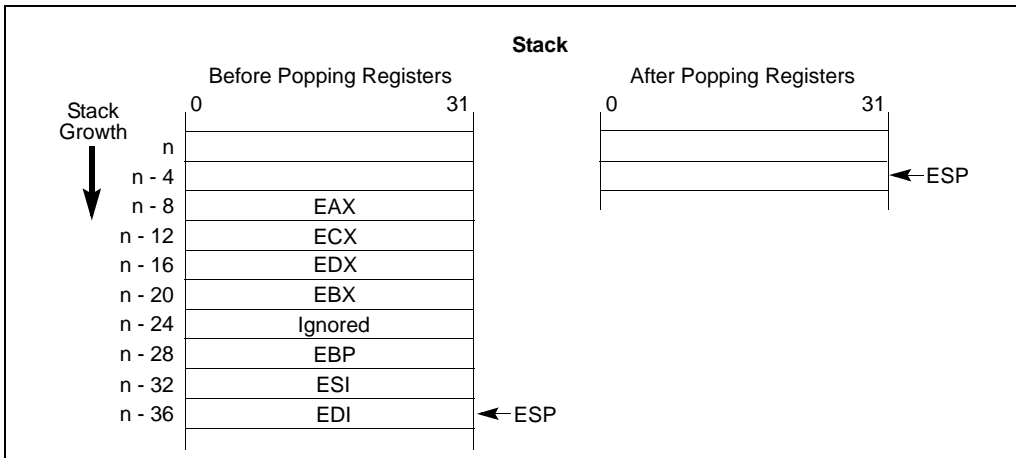 Stack
Before Popping Registers After Popping Registers
0 31 0 31
Stack
Growth
n
n - 4 ESP
n - 8 EAX
n - 12 ECX
n - 16 EDX
n - 20 EBX
n - 24 Ignored
n - 28 EBP
n - 32 ESI
n - 36 EDI ESP